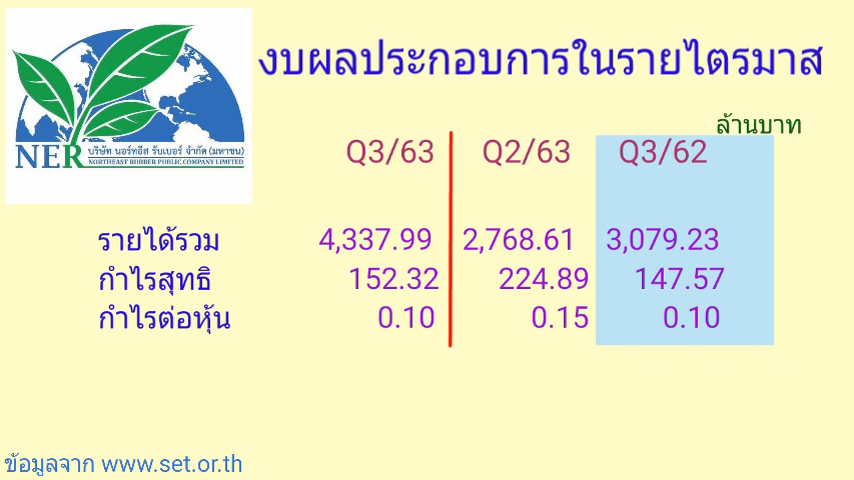 งบผลประกอบการในรายไตรมาส
NER บริษัท นอร์ทอีส รับเบอร์ จำกัด (มหาชน)
NORTHEAST RUBBER PUBLIC COMPANY LIMITED
ล้านบาท
Q3/63 Q2/63 Q3/62
รายได้รวม 4,337.99 2,768.61 3,079.23
กำไรสุทธิ 152.32 224.89 147.57
กำไรต่อหุ้น 0.10 0.15 0.10
ข้อมูลจาก www.set.or.th